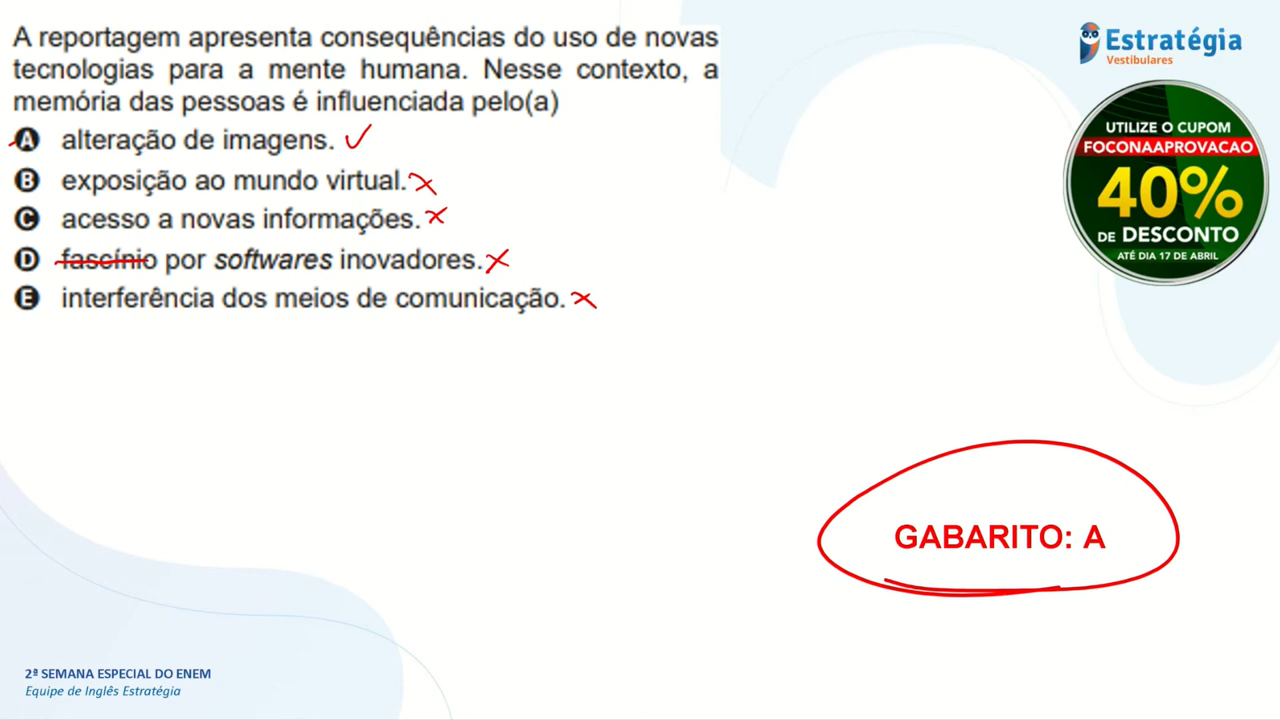 A reportagem apresenta consequências do uso de novas
tecnologias para a mente humana. Nesse contexto, a
memória das pessoas é influenciada pelo(a)
A alteração de imagens.
B exposição ao mundo virtual.
C acesso a novas informações.
D fascínio por softwares inovadores.
E interferência dos meios de comunicação.
Estratégia
Vestibulares
UTILIZE O CUPOM
FOCONAAPROVACAO
40%
DE DESCONTO
ATÉ DIA 17 DE ABRIL
GABARITO: A
2ª SEMANA ESPECIAL DO ENEM
Equipe de Inglês Estratégia